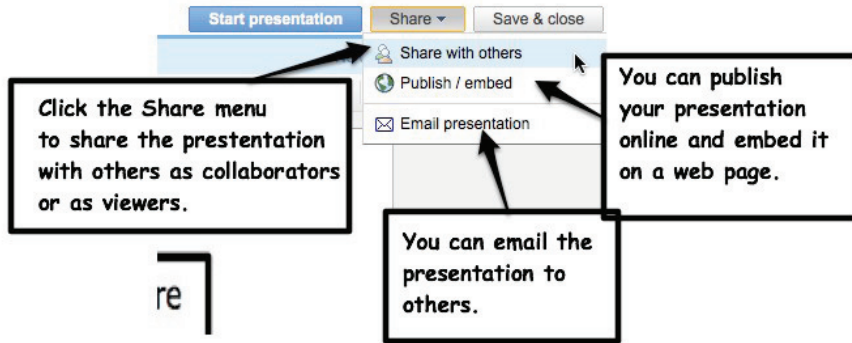 Start presentation
Share
Save & close
Share with others
Publish / embed
Email presentation
Click the Share menu
to share the prestentation
with others as collaborators
or as viewers.
You can publish
your presentation
online and embed it
on a web page.
You can email the
presentation to
others.
re